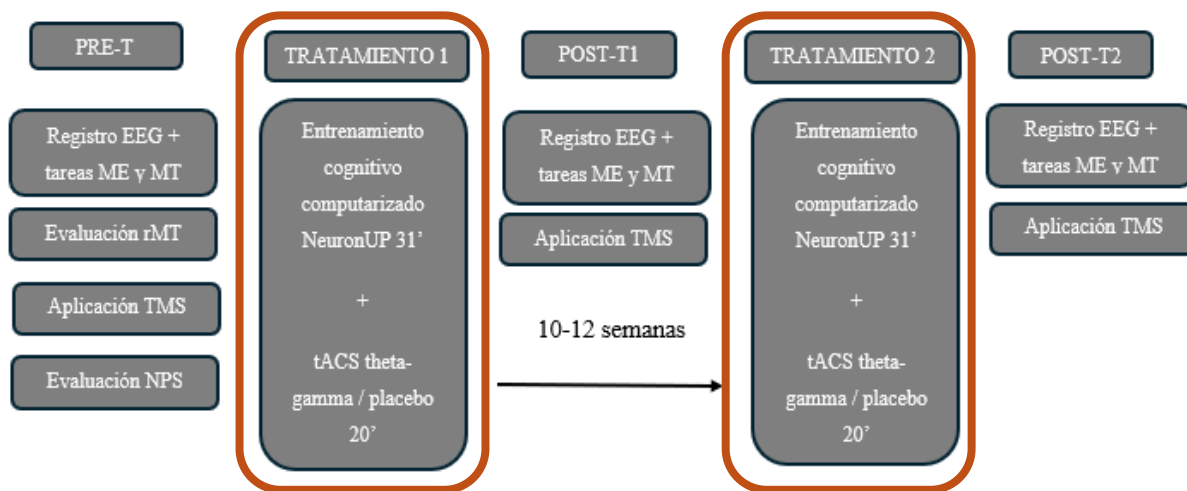 PRE-T
Registro EEG +
tareas ME y MT
Evaluación rMT
Aplicación TMS
Evaluación NPS
TRATAMIENTO 1
Entrenamiento
cognitivo
computarizado
NeuronUP 31’
+
tACS theta-
gamma / placebo
20’
POST-T1
Registro EEG +
tareas ME y MT
Aplicación TMS
10-12 semanas
TRATAMIENTO 2
Entrenamiento
cognitivo
computarizado
NeuronUP 31’
+
tACS theta-
gamma / placebo
20’
POST-T2
Registro EEG +
tareas ME y MT
Aplicación TMS